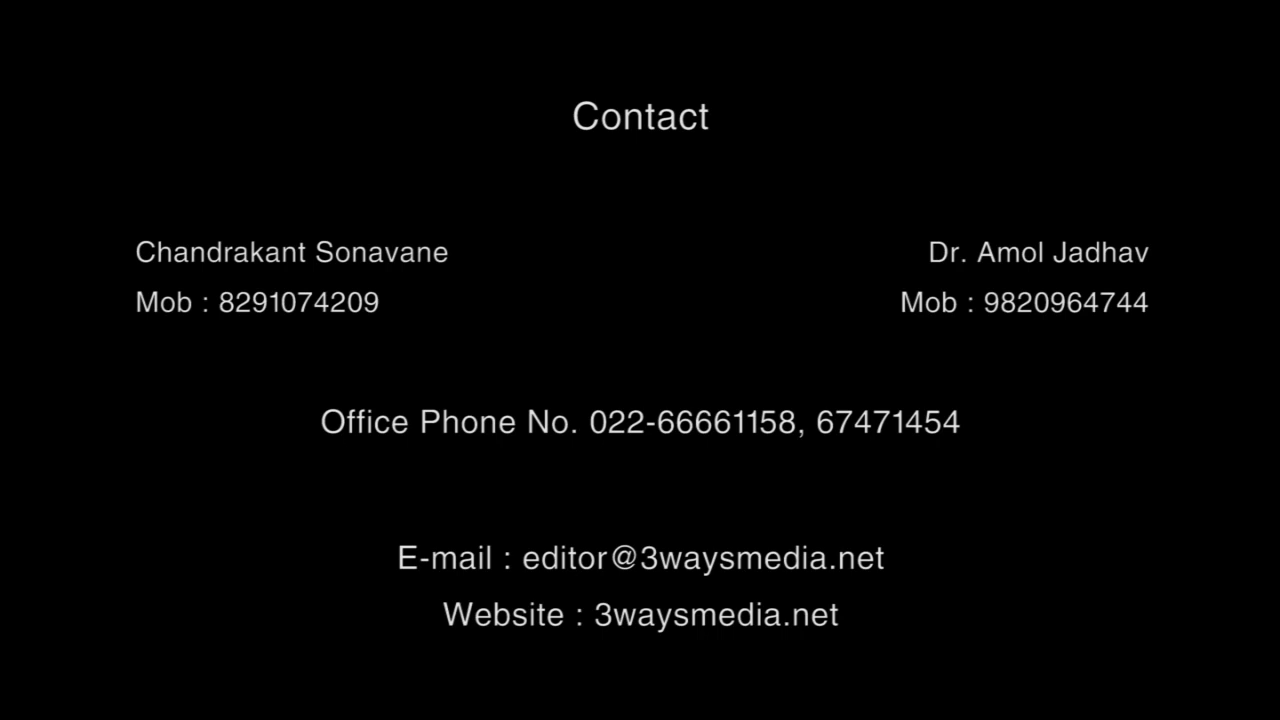 Contact
Chandrakant Sonavane
Mob : 8291074209
Dr. Amol Jadhav
Mob : 9820964744
Office Phone No. 022-66661158, 67471454
E-mail : editor@3waysmedia.net
Website : 3waysmedia.net